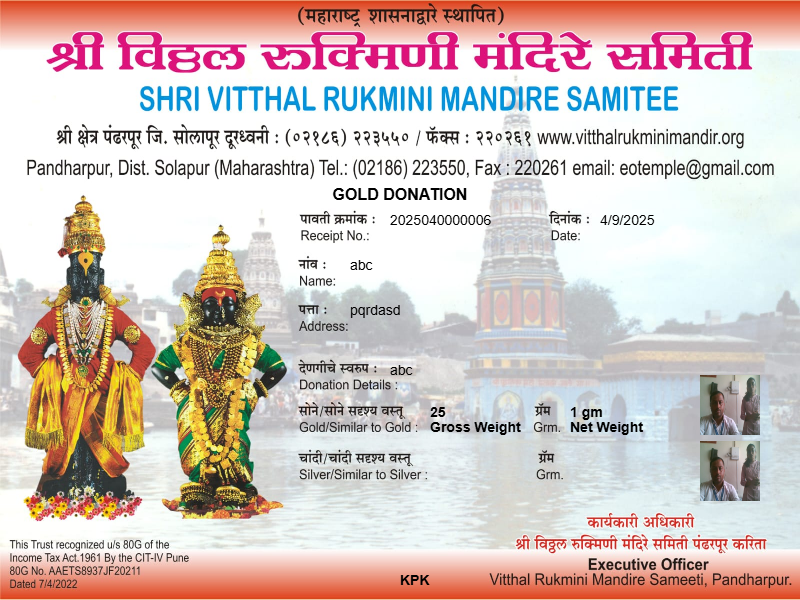 (महाराष्ट्र शासनाद्वारे स्थापित)
श्री विठ्ठल रुक्मिणी मंदिरे समिती
SHRI VITTHAL RUKMINI MANDIRE SAMITEE
श्री क्षेत्र पंढरपूर जि. सोलापूर दूरध्वनी : (०२१८६) २२३५५० / फॅक्स : २२०२६१ www.vitthalrukminimandir.org
Pandharpur, Dist. Solapur (Maharashtra) Tel.: (02186) 223550, Fax : 220261 email: eotemple@gmail.com
GOLD DONATION
पावती क्रमांक : 2025040000006 दिनांक : 4/9/2025
Receipt No.: Date:
नांव : abc
Name:
पत्ता : pqrdasd
Address:
देणगीचे स्वरुप : abc
Donation Details :
सोने/सोने सदृश्य वस्तू 25 ग्रॅम 1 gm
Gold/Similar to Gold : Gross Weight Grm. Net Weight
चांदी/चांदी सदृश्य वस्तू ग्रॅम
Silver/Similar to Silver : Grm.
कार्यकारी अधिकारी
श्री विठ्ठल रुक्मिणी मंदिरे समिती पंढरपूर करिता
Executive Officer
Vitthal Rukmini Mandire Sameeti, Pandharpur.
This Trust recognized u/s 80G of the
Income Tax Act.1961 By the CIT-IV Pune
80G No. AAETS8937JF20211
Dated 7/4/2022
KPK